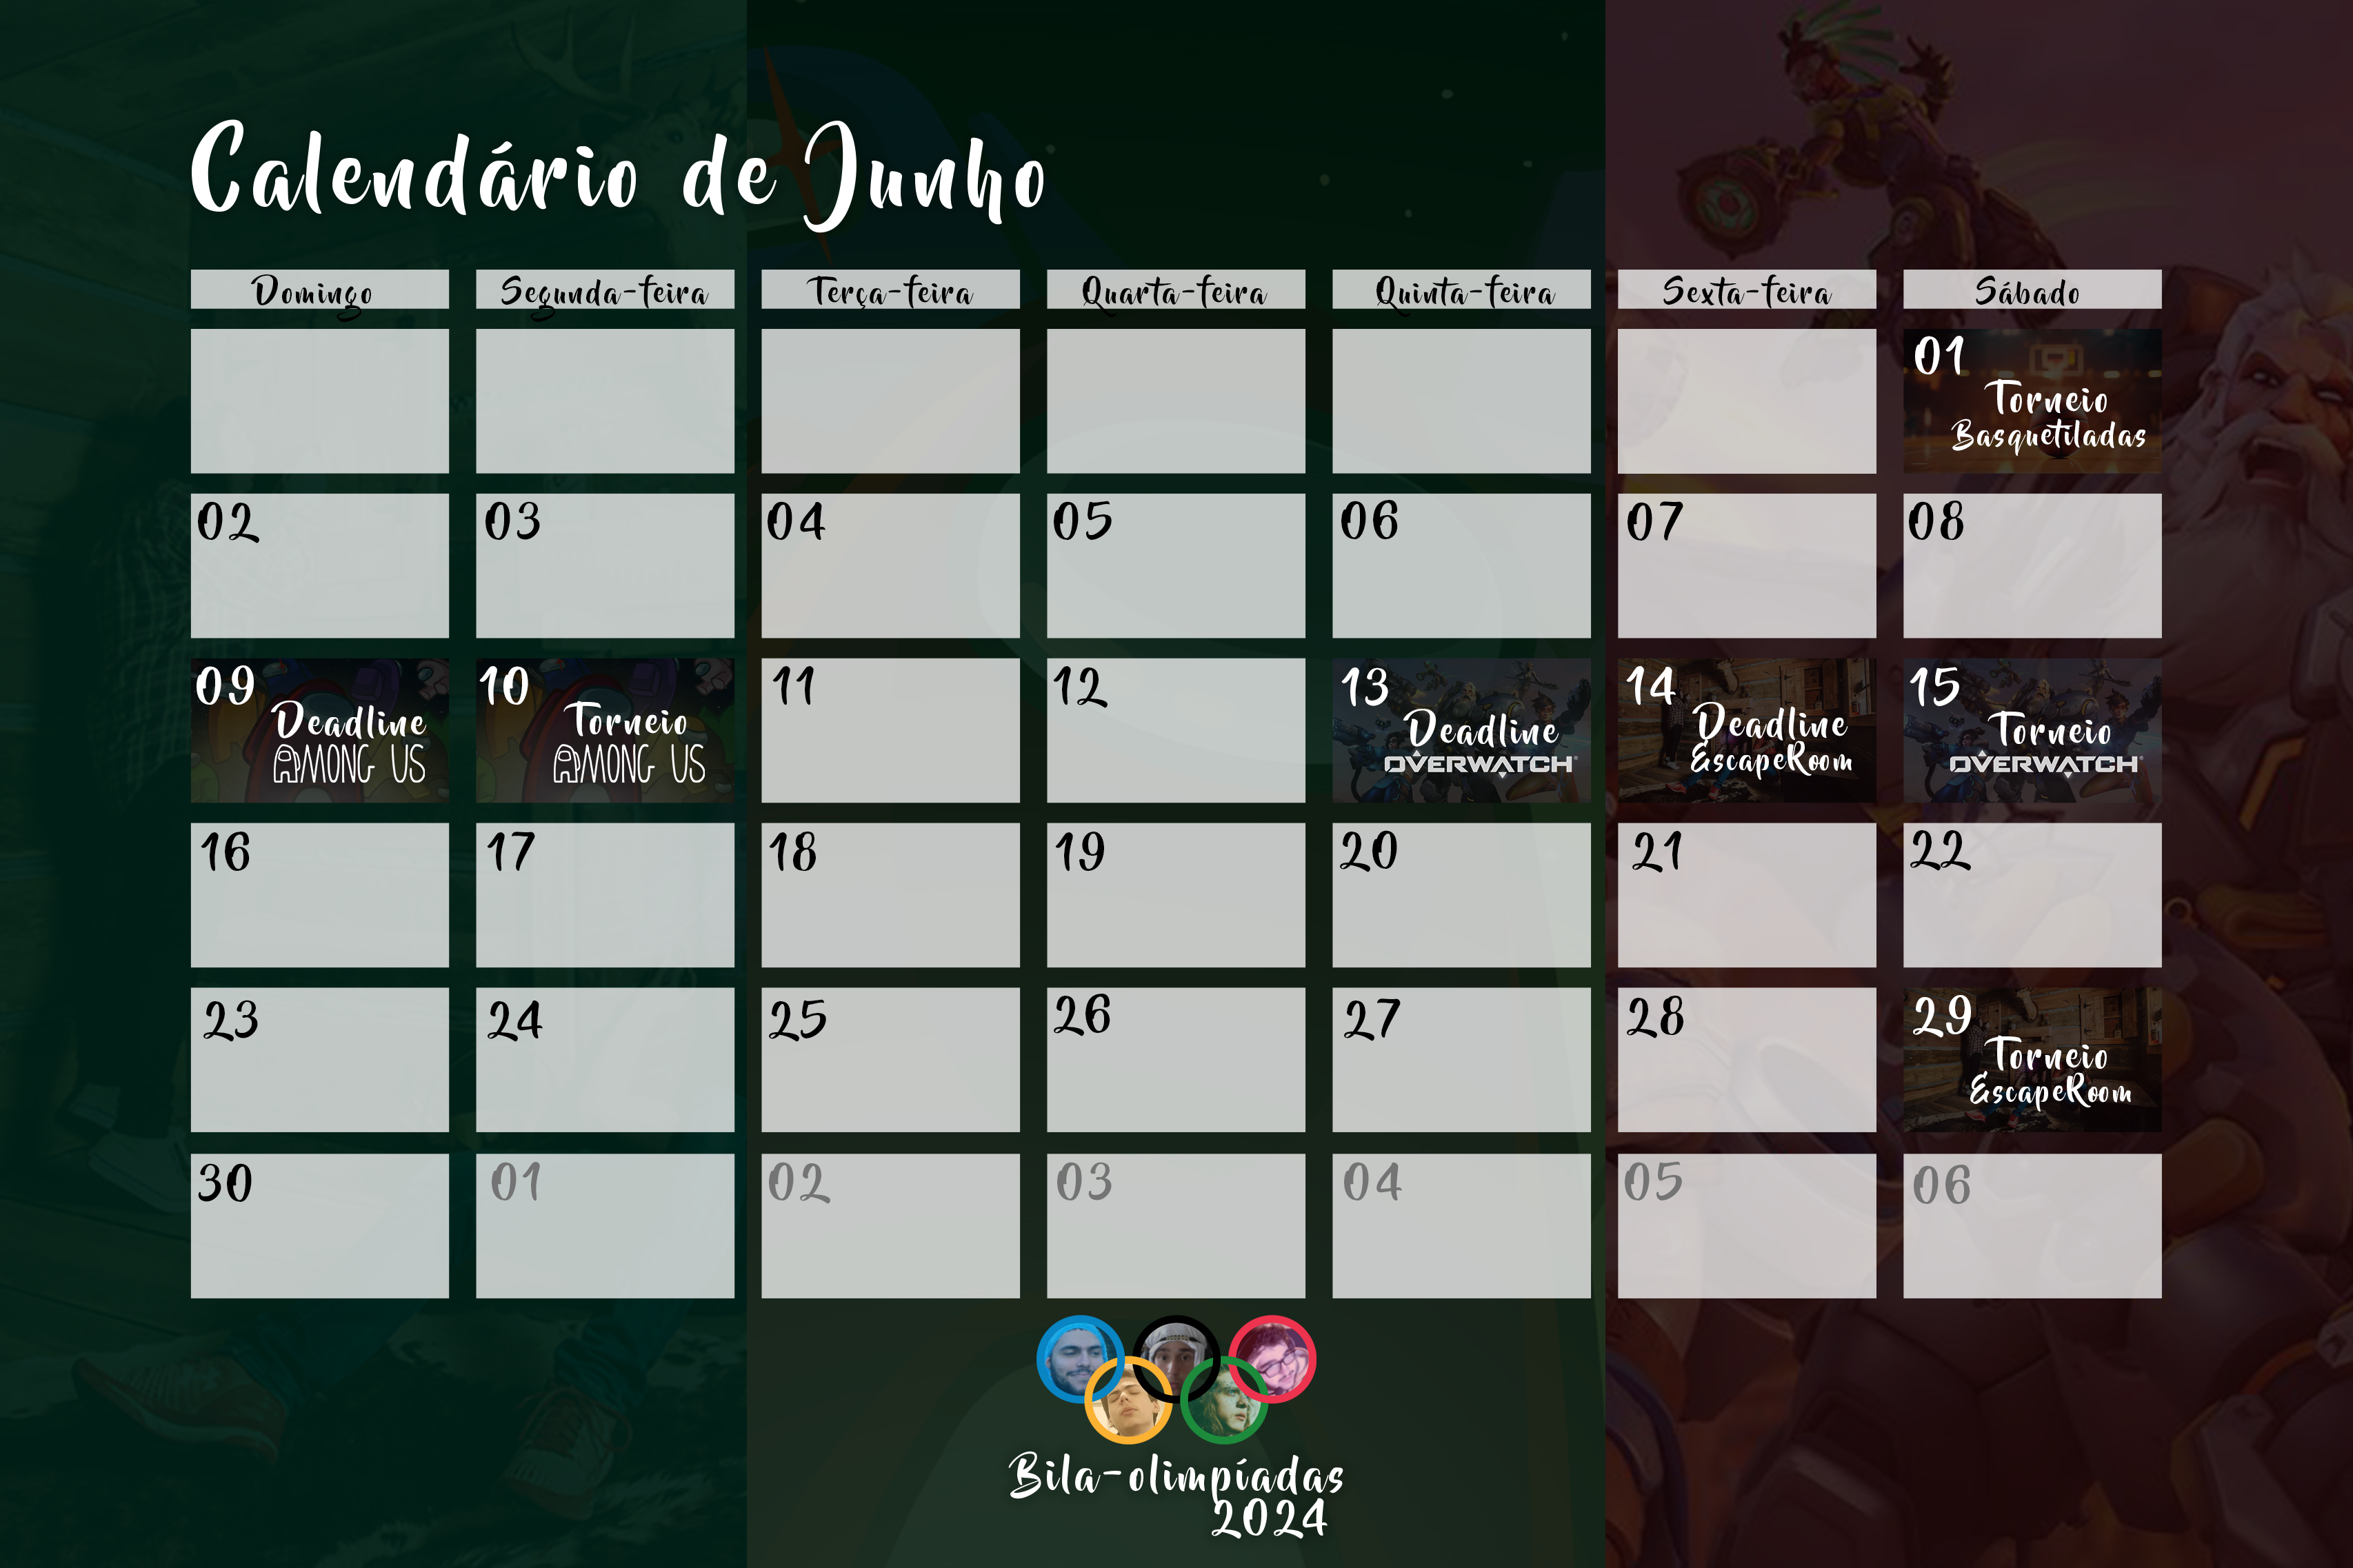 Calendário de Junho
Domingo Segunda-feira Terça-feira Quarta-feira Quinta-feira Sexta-feira Sábado
01
Torneio
Basquetiladas
02 03 04 05 06 07 08
09 10 11 12 13 14 15
Deadline Torneio Deadline Deadline Torneio
AMONG US AMONG US OVERWATCH EscapeRoom OVERWATCH
16 17 18 19 20 21 22
23 24 25 26 27 28 29
Torneio
EscapeRoom
30 01 02 03 04 05 06
Bila-olimpíadas
2024